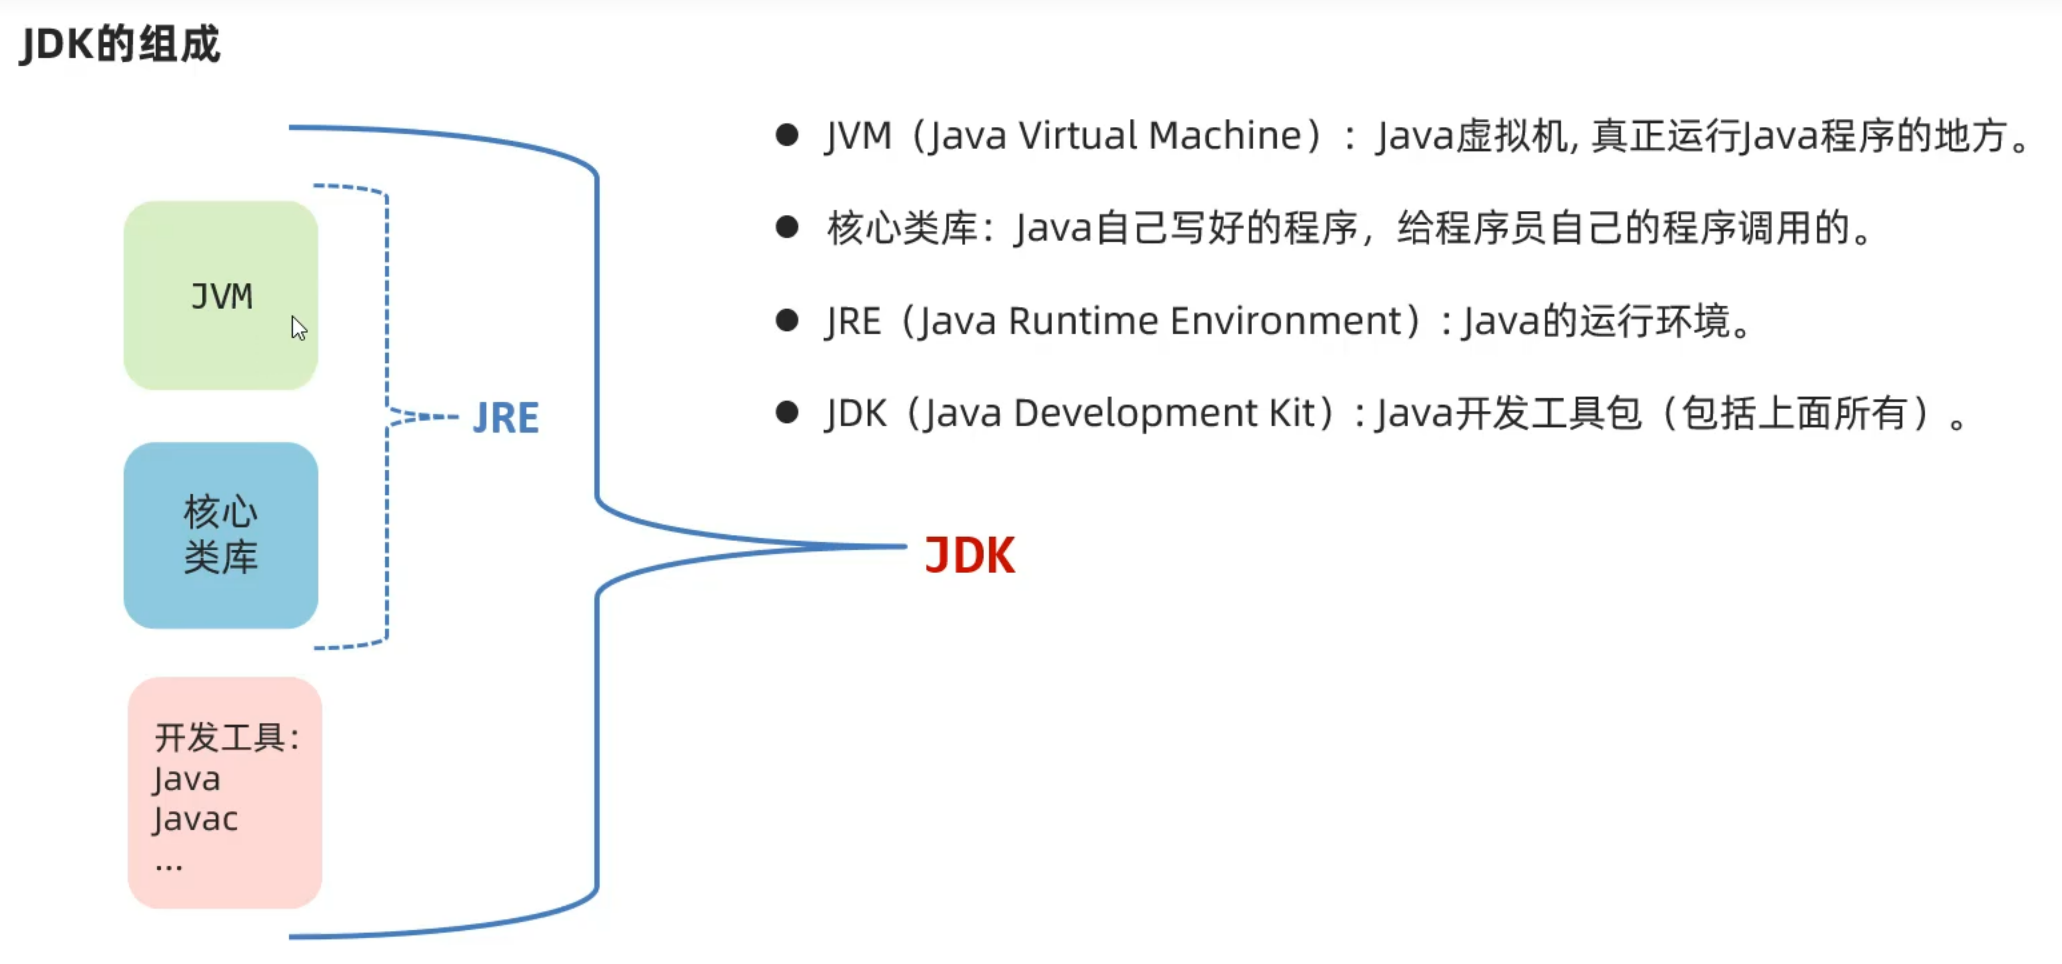 JDK的组成
JVM（Java Virtual Machine）: Java虚拟机, 真正运行Java程序的地方。
核心类库：Java自己写好的程序，给程序员自己的程序调用的。
JRE（Java Runtime Environment）: Java的运行环境。
JDK（Java Development Kit）: Java开发工具包（包括上面所有）。
JVM
JRE
核心
类库
JDK
开发工具：
Java
Javac
...